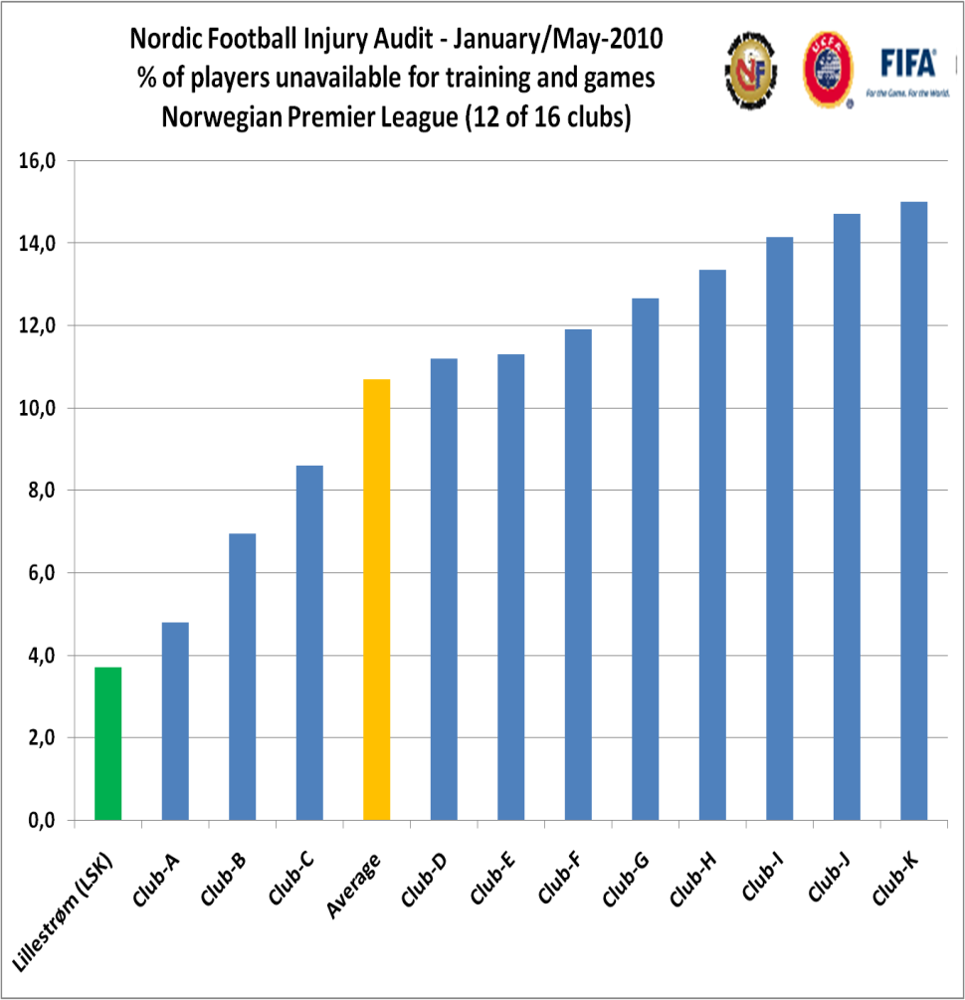 Nordic Football Injury Audit - January/May-2010
% of players unavailable for training and games
Norwegian Premier League (12 of 16 clubs)
NF
UEFA
®
FIFA®
For the Game. For the World.
16,0
14,0
12,0
10,0
8,0
6,0
4,0
2,0
0,0
Lillestrøm (LSK)
Club-A
Club-B
Club-C
Average
Club-D
Club-E
Club-F
Club-G
Club-H
Club-I
Club-J
Club-K